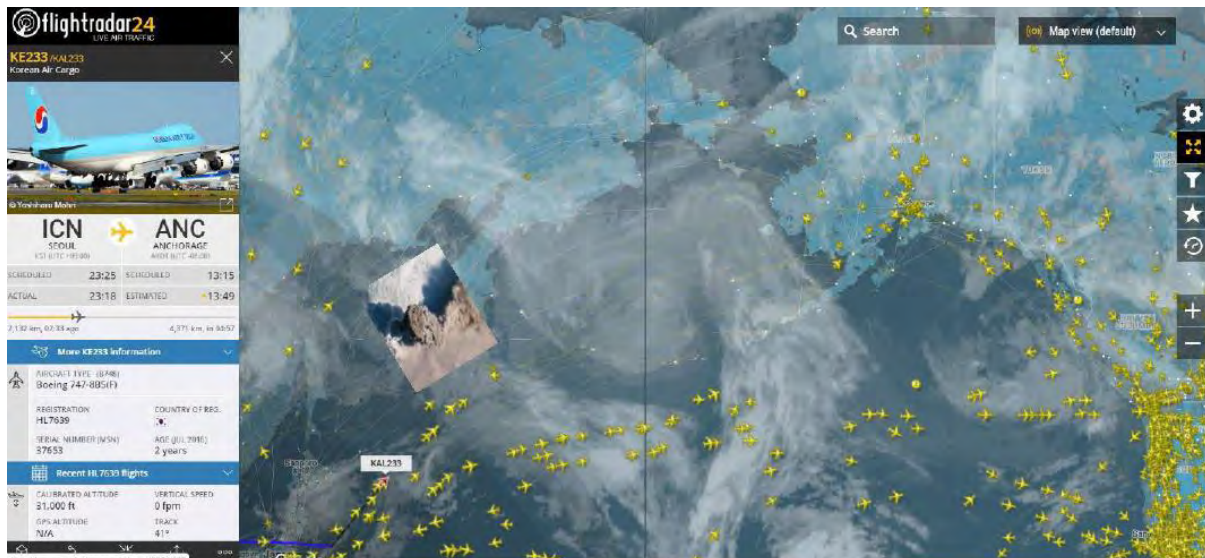 flightradar24
LIVE AIR TRAFFIC
KE233 /KAL233
Korean Air Cargo
© Yoshiharu Mohri
ICN
ANC
SEOUL
ANCHORAGE
SCHEDULED 23:25 SCHEDULED 13:15
ACTUAL 23:18 ESTIMATED 13:49
More KE233 information
AIRCRAFT TYPE (B748)
Boeing 747-8B5(F)
REGISTRATION
COUNTRY OF REG.
HL7639
SERIAL NUMBER (MSN)
AGE (JUL 2016)
37653
2 years
Recent HL7639 flights
CALIBRATED ALTITUDE
VERTICAL SPEED
31,000 ft
0 fpm
GPS ALTITUDE
TRACK
N/A
41°
Search
Map view (default)
KAL233